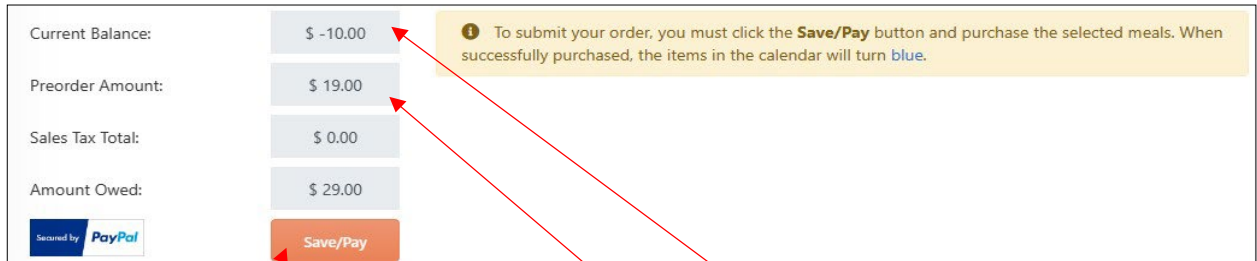 Current Balance: $ -10.00
To submit your order, you must click the Save/Pay button and purchase the selected meals. When
successfully purchased, the items in the calendar will turn blue.
Preorder Amount: $ 19.00
Sales Tax Total: $ 0.00
Amount Owed: $ 29.00
Secured by PayPal
Save/Pay